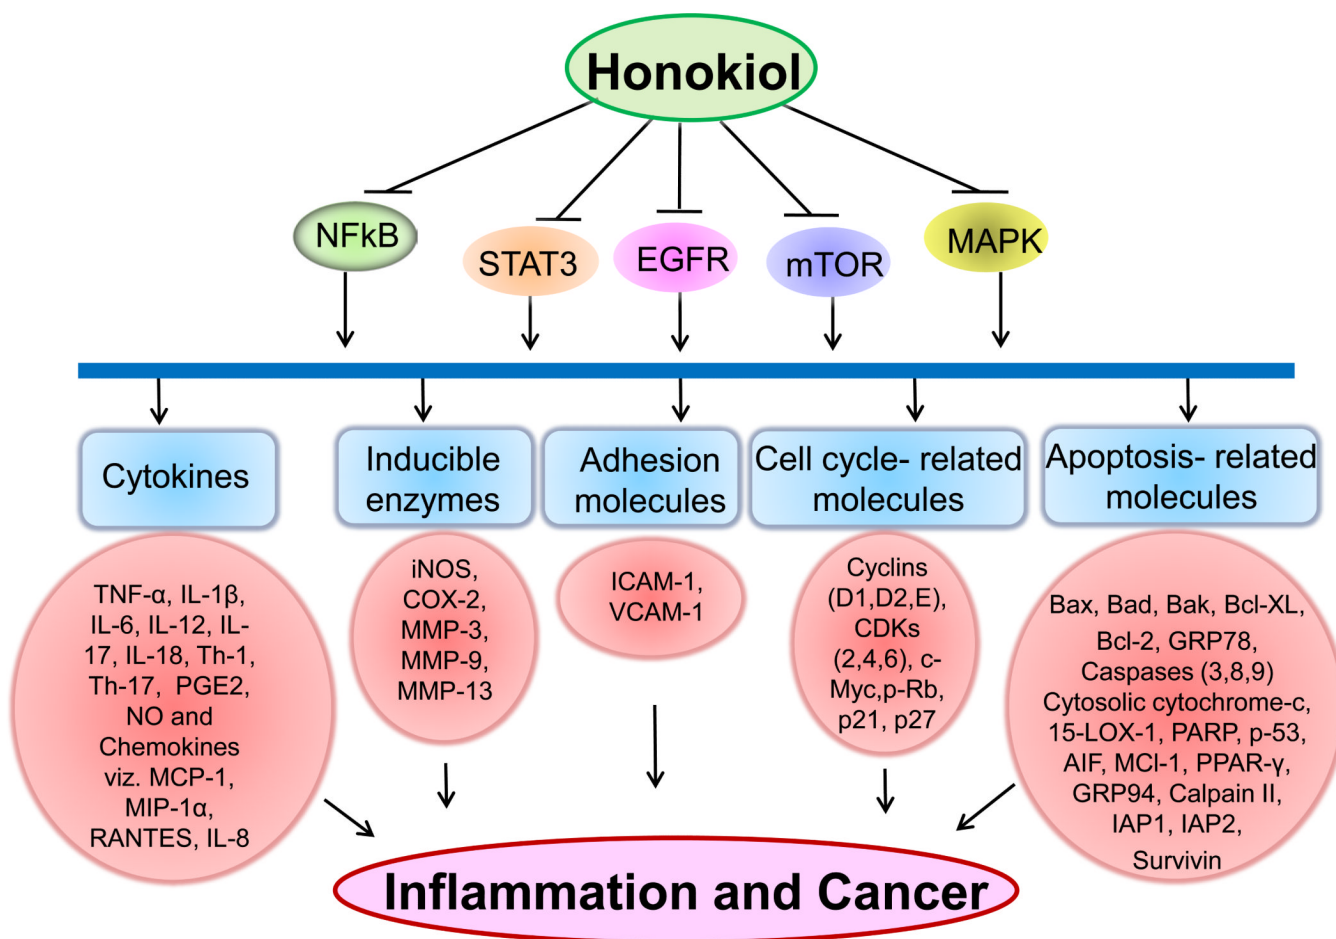 Honokiol
NFkB
STAT3
EGFR
mTOR
MAPK
Cytokines
Inducible
enzymes
Adhesion
molecules
Cell cycle- related
molecules
Apoptosis- related
molecules
TNF-α, IL-1β,
IL-6, IL-12, IL-
17, IL-18, Th-1,
Th-17, PGE2,
NO and
Chemokines
viz. MCP-1,
MIP-1α,
RANTES, IL-8
iNOS,
COX-2,
MMP-3,
MMP-9,
MMP-13
ICAM-1,
VCAM-1
Cyclins
(D1,D2,E),
CDKs
(2,4,6), c-
Myc,p-Rb,
p21, p27
Bax, Bad, Bak, Bcl-XL,
Bcl-2, GRP78,
Caspases (3,8,9)
Cytosolic cytochrome-c,
15-LOX-1, PARP, p-53,
AIF, MCl-1, PPAR-γ,
GRP94, Calpain II,
IAP1, IAP2,
Survivin
Inflammation and Cancer